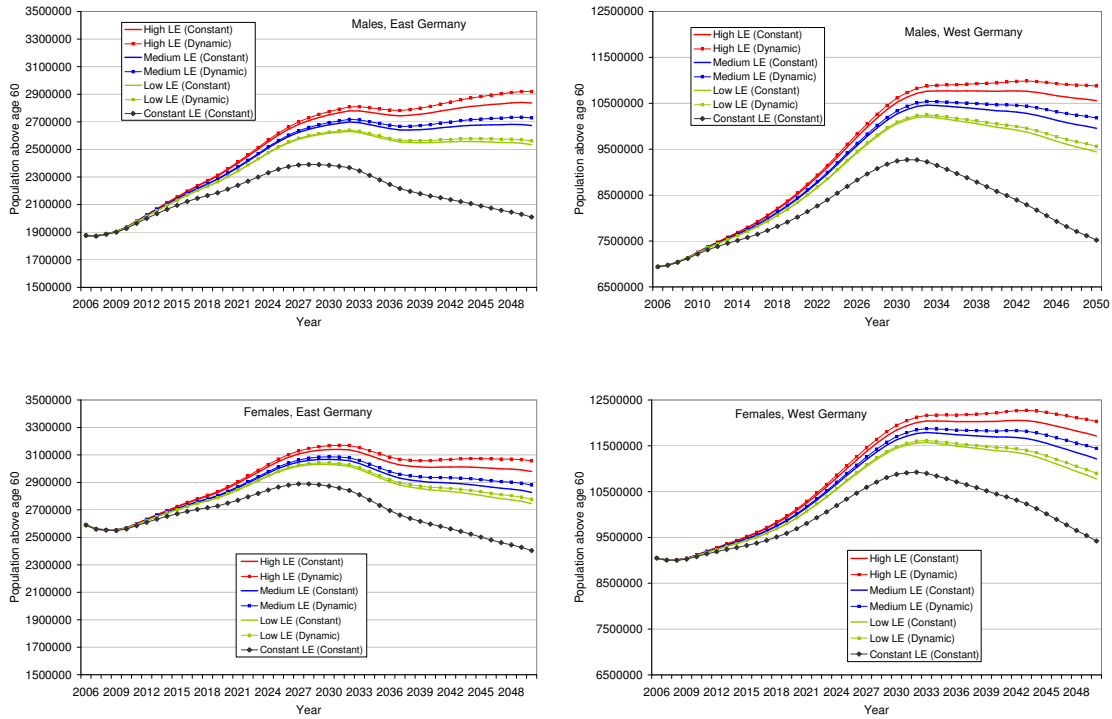 Males, East Germany
Population above age 60
3500000
3300000
3100000
2900000
2700000
2500000
2300000
2100000
1900000
1700000
1500000
High LE (Constant)
High LE (Dynamic)
Medium LE (Constant)
Medium LE (Dynamic)
Low LE (Constant)
Low LE (Dynamic)
Constant LE (Constant)
2006 2009 2012 2015 2018 2021 2024 2027 2030 2033 2036 2039 2042 2045 2048
Year
Males, West Germany
Population above age 60
12500000
11500000
10500000
9500000
8500000
7500000
6500000
High LE (Constant)
High LE (Dynamic)
Medium LE (Constant)
Medium LE (Dynamic)
Low LE (Constant)
Low LE (Dynamic)
Constant LE (Constant)
2006 2010 2014 2018 2022 2026 2030 2034 2038 2042 2046 2050
Year
Females, East Germany
Population above age 60
3500000
3300000
3100000
2900000
2700000
2500000
2300000
2100000
1900000
1700000
1500000
High LE (Constant)
High LE (Dynamic)
Medium LE (Constant)
Medium LE (Dynamic)
Low LE (Constant)
Low LE (Dynamic)
Constant LE (Constant)
2006 2009 2012 2015 2018 2021 2024 2027 2030 2033 2036 2039 2042 2045 2048
Year
Females, West Germany
Population above age 60
12500000
11500000
10500000
9500000
8500000
7500000
6500000
High LE (Constant)
High LE (Dynamic)
Medium LE (Constant)
Medium LE (Dynamic)
Low LE (Constant)
Low LE (Dynamic)
Constant LE (Constant)
2006 2009 2012 2015 2018 2021 2024 2027 2030 2033 2036 2039 2042 2045 2048
Year